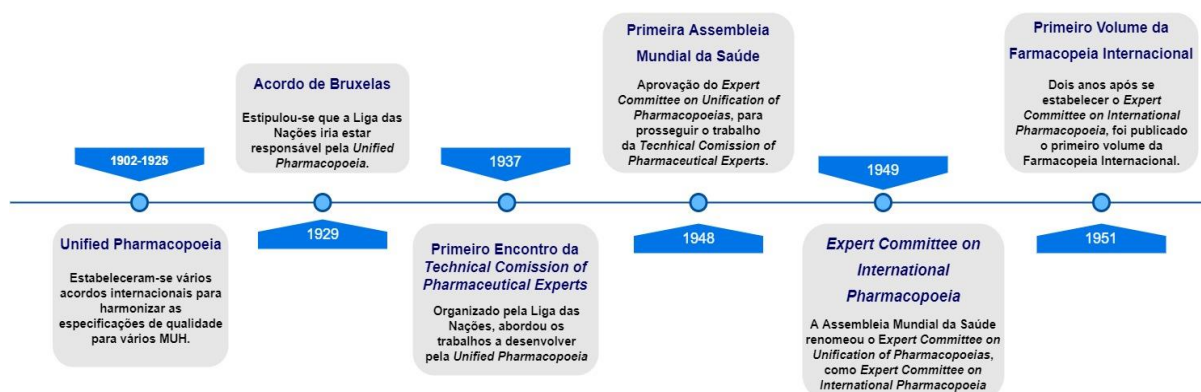 1902-1925
Unified Pharmacopoeia
Estabeleceram-se vários
acordos internacionais para
harmonizar as
especificações de qualidade
para vários MUH.
Acordo de Bruxelas
Estipulou-se que a Liga das
Nações iria estar
responsável pela Unified
Pharmacopoeia.
1929
1937
Primeiro Encontro da
Technical Comission of
Pharmaceutical Experts
Organizado pela Liga das
Nações, abordou os
trabalhos a desenvolver
pela Unified Pharmacopoeia
Primeira Assembleia
Mundial da Saúde
Aprovação do Expert
Committee on Unification of
Pharmacopoeias, para
prosseguir o trabalho
da Tecnhical Comission of
Pharmaceutical Experts.
1948
1949
Expert Committee on
International
Pharmacopoeia
A Assembleia Mundial da Saúde
renomeou o Expert Committee on
Unification of Pharmacopoeias,
como Expert Committee on
International Pharmacopoeia
Primeiro Volume da
Farmacopeia Internacional
Dois anos após se
estabelecer o Expert
Committee on International
Pharmacopoeia, foi publicado
o primeiro volume da
Farmacopeia Internacional.
1951